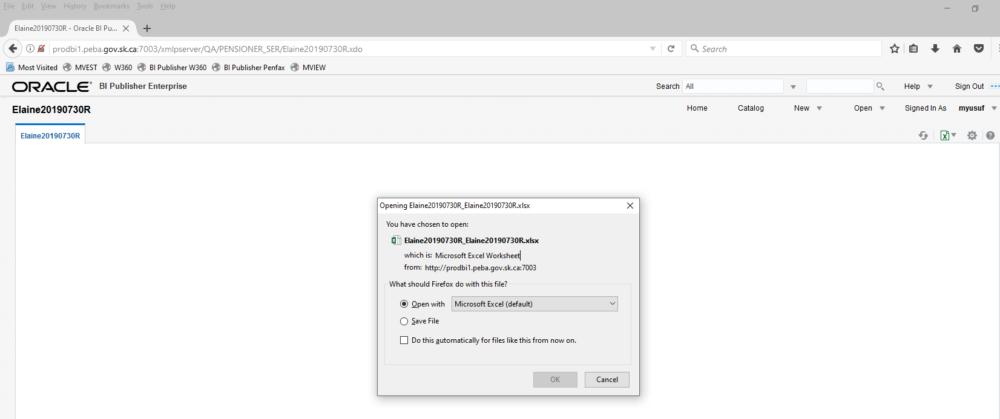 File Edit View History Bookmarks Tools Help
Elaine20190730R - Oracle BI Pu...
prodbi1.peba.gov.sk.ca:7003/xmlpserver/QA/PENSIONER_SER/Elaine20190730R.xdo
Search
Most Visited MVEST W360 BI Publisher W360 BI Publisher Penfax MVIEW
ORACLE BI Publisher Enterprise
Search All Help Sign Out
Elaine20190730R
Home Catalog New Open Signed In As myusuf
Elaine20190730R
Opening Elaine20190730R_Elaine20190730R.xlsx
You have chosen to open:
Elaine20190730R_Elaine20190730R.xlsx
which is: Microsoft Excel Worksheet
from: http://prodbi1.peba.gov.sk.ca:7003
What should Firefox do with this file?
Open with Microsoft Excel (default)
Save File
Do this automatically for files like this from now on.
OK Cancel